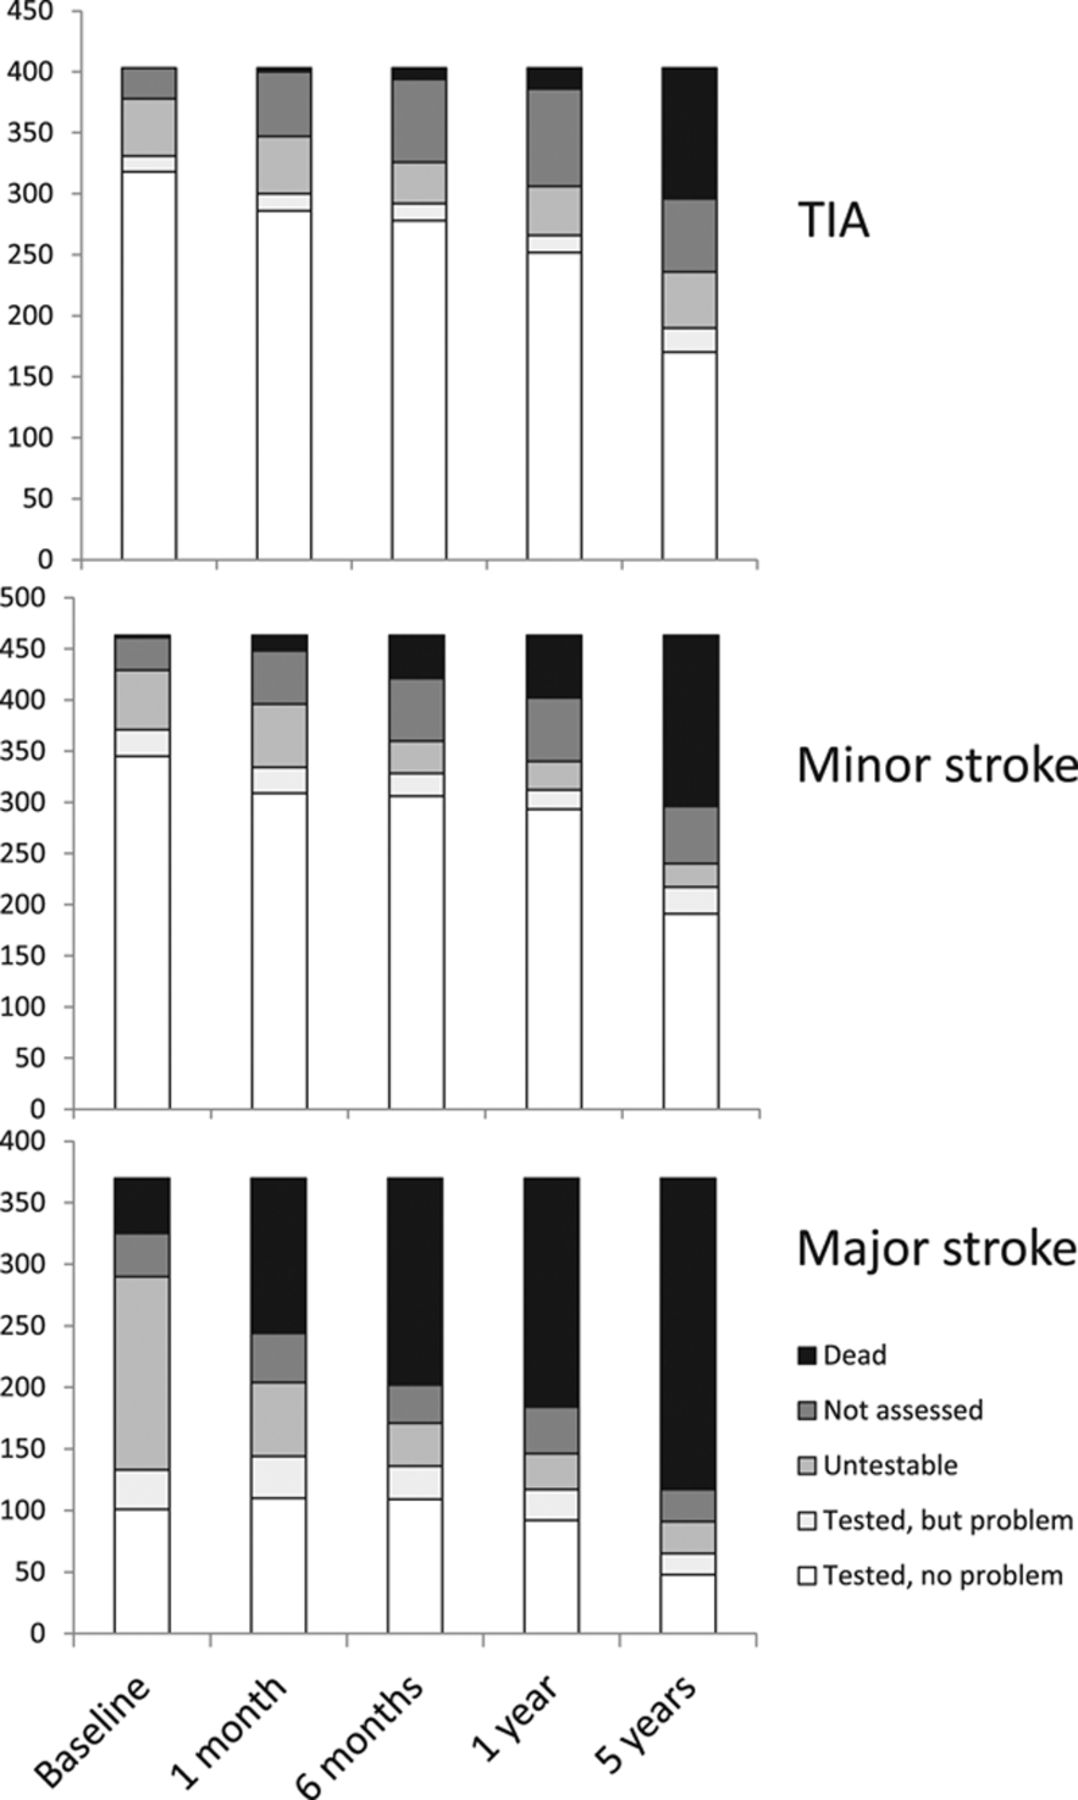 450
400
350
300
250
200
150
100
50
0
TIA
500
450
400
350
300
250
200
150
100
50
0
Minor stroke
400
350
300
250
200
150
100
50
0
Major stroke
Dead
Not assessed
Untestable
Tested, but problem
Tested, no problem
Baseline
1 month
6 months
1 year
5 years